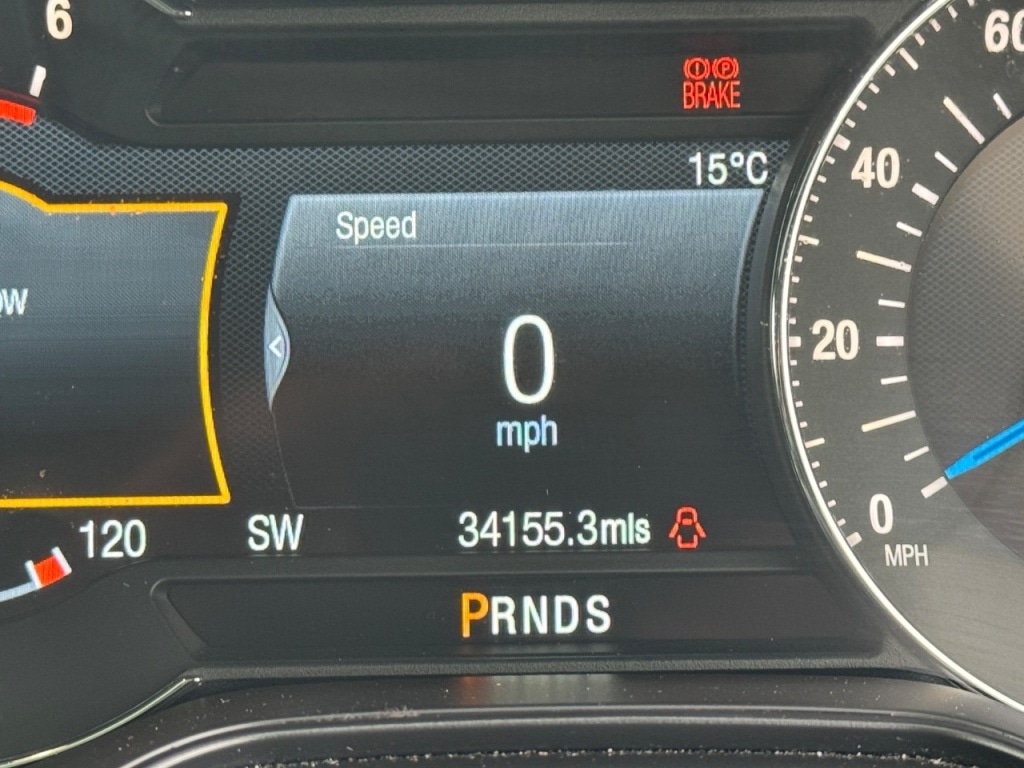 6
60
BRAKE
15°C
40
Speed
0
20
mph
120
SW
34155.3mls
0
MPH
PRNDS